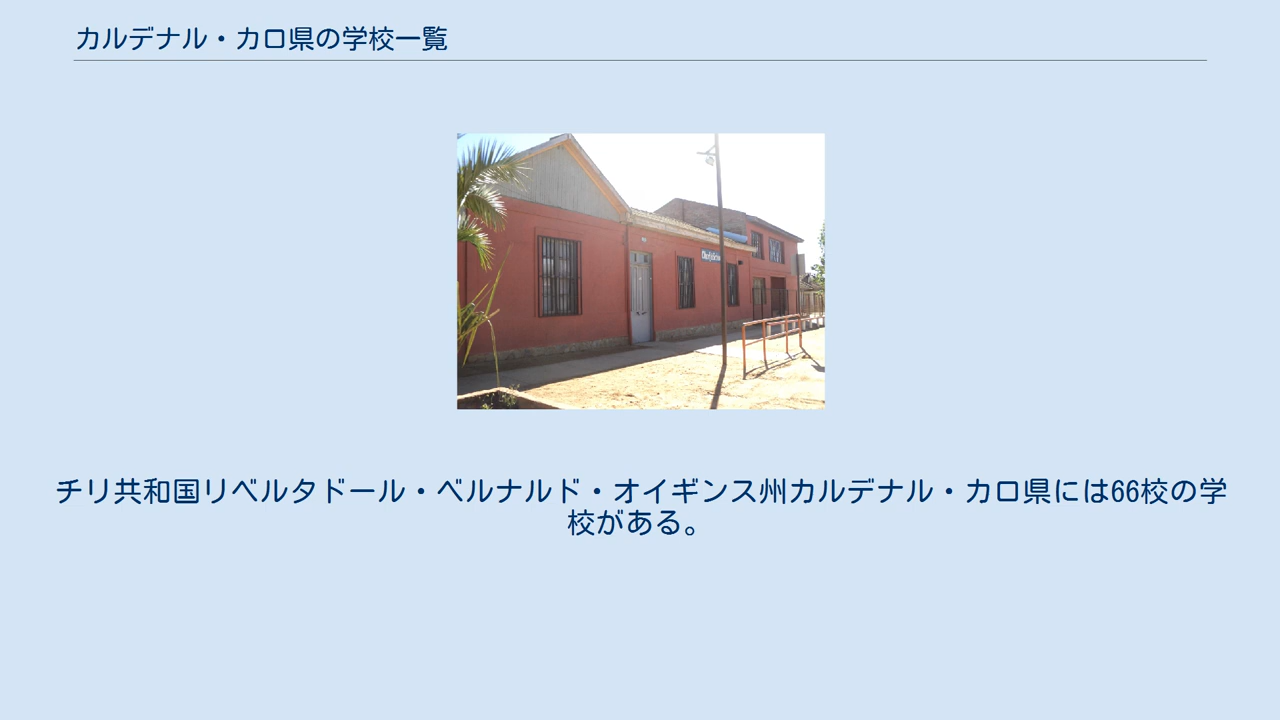 カルデナル・カロ県の学校一覧
チリ共和国リベルタドール・ベルナルド・オイギンス州カルデナル・カロ県には66校の学
校がある。